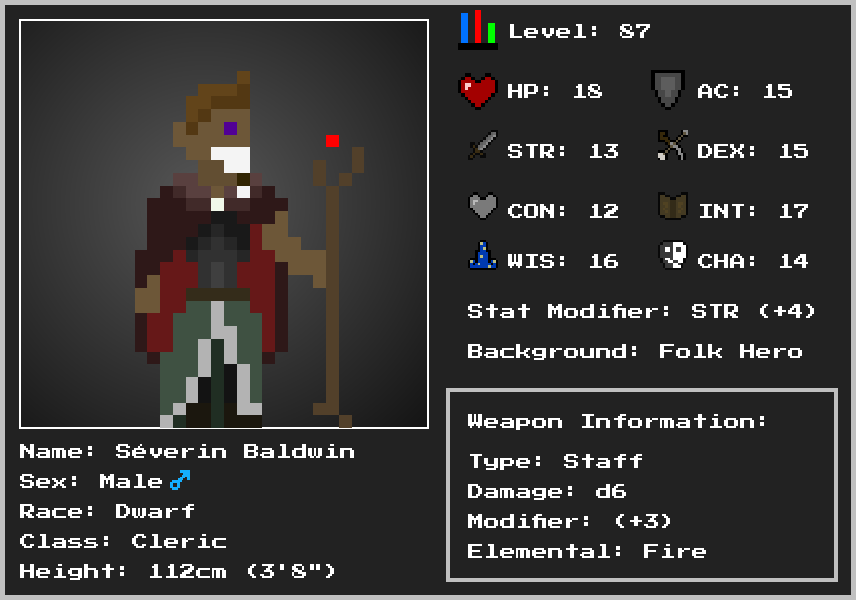 Level: 87
HP: 18
AC: 15
STR: 13
DEX: 15
CON: 12
INT: 17
WIS: 16
CHA: 14
Stat Modifier: STR (+4)
Background: Folk Hero
Weapon Information:
Type: Staff
Damage: d6
Modifier: (+3)
Elemental: Fire
Name: Séverin Baldwin
Sex: Male♂
Race: Dwarf
Class: Cleric
Height: 112cm (3'8")